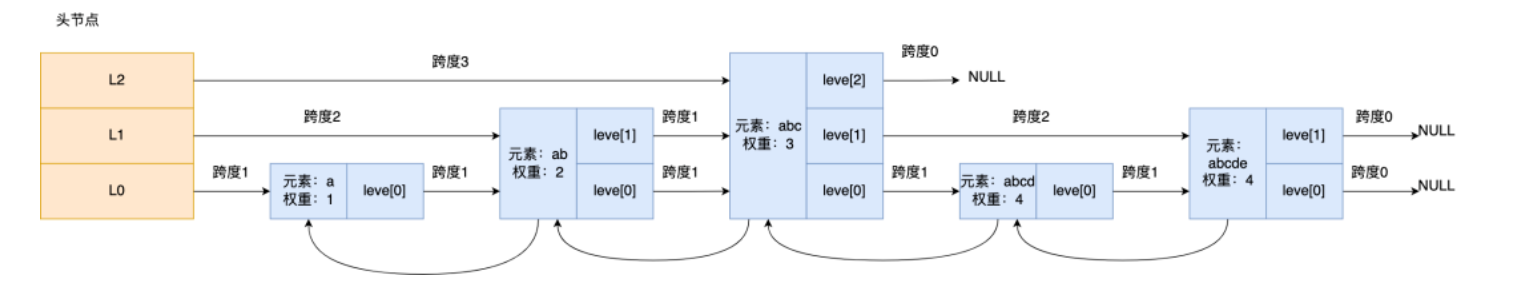 头节点
L2
L1
L0
跨度3
跨度2
跨度1
元素：a
权重：1
leve[0]
跨度1
元素：ab
权重：2
leve[1]
leve[0]
跨度1
跨度1
元素：abc
权重：3
leve[2]
leve[1]
leve[0]
跨度0
NULL
跨度2
跨度1
元素：abcd
权重：4
leve[0]
跨度1
元素：
abcde
权重：4
leve[1]
leve[0]
跨度0
NULL
跨度0
NULL